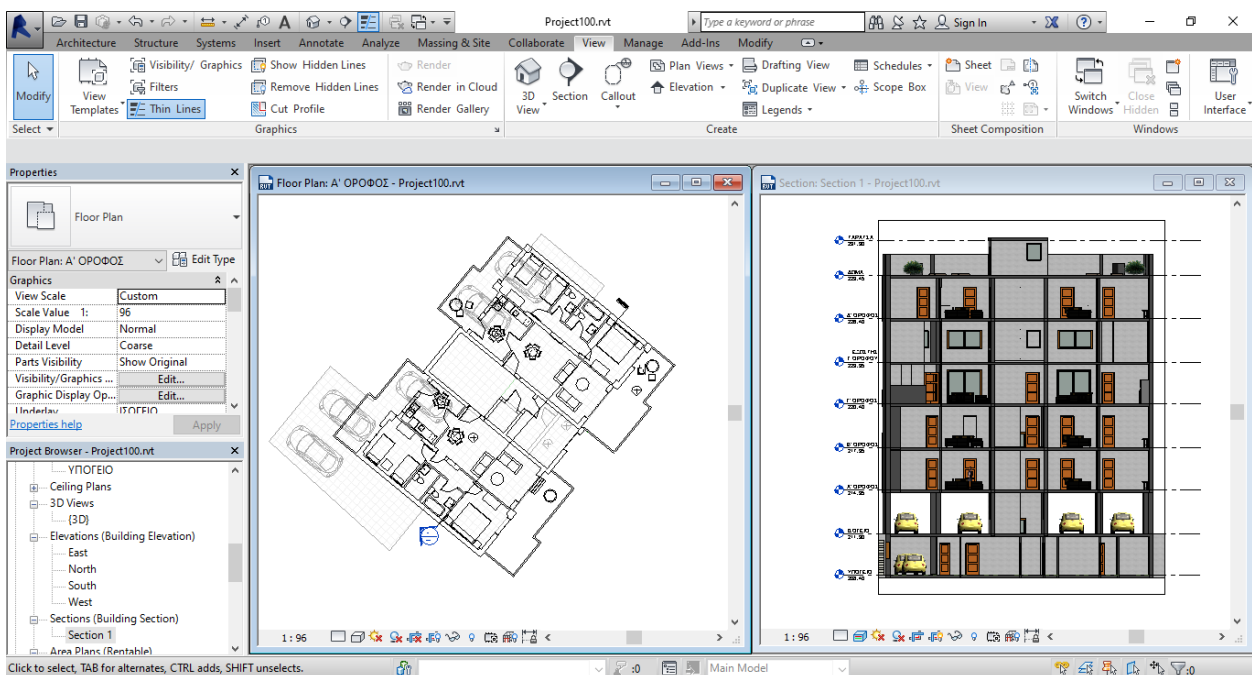 Project100.rvt
Type a keyword or phrase
Sign In
Architecture Structure Systems Insert Annotate Analyze Massing & Site Collaborate View Manage Add-Ins Modify
Visibility/ Graphics Show Hidden Lines Render Plan Views Drafting View Schedules Sheet
Filters Remove Hidden Lines Render in Cloud Elevation Duplicate View Scope Box View
Modify View Templates Thin Lines Cut Profile Render Gallery 3D View Section Callout Legends Switch Windows Close Hidden User Interface
Select Graphics Create Sheet Composition Windows
Properties
Floor Plan
Floor Plan: Α' ΟΡΟΦΟΣ Edit Type
Graphics
View Scale Custom
Scale Value 1: 96
Display Model Normal
Detail Level Coarse
Parts Visibility Show Original
Visibility/Graphics ... Edit...
Graphic Display Op... Edit...
Underlay ΙΣΟΓΕΙΟ
Properties help Apply
Project Browser - Project100.rvt
ΥΠΟΓΕΙΟ
Ceiling Plans
3D Views
{3D}
Elevations (Building Elevation)
East
North
South
West
Sections (Building Section)
Section 1
Area Plans (Rentable)
Floor Plan: Α' ΟΡΟΦΟΣ - Project100.rvt
1 : 96
Section: Section 1 - Project100.rvt
1 : 96
Click to select, TAB for alternates, CTRL adds, SHIFT unselects.
:0
Main Model
:0